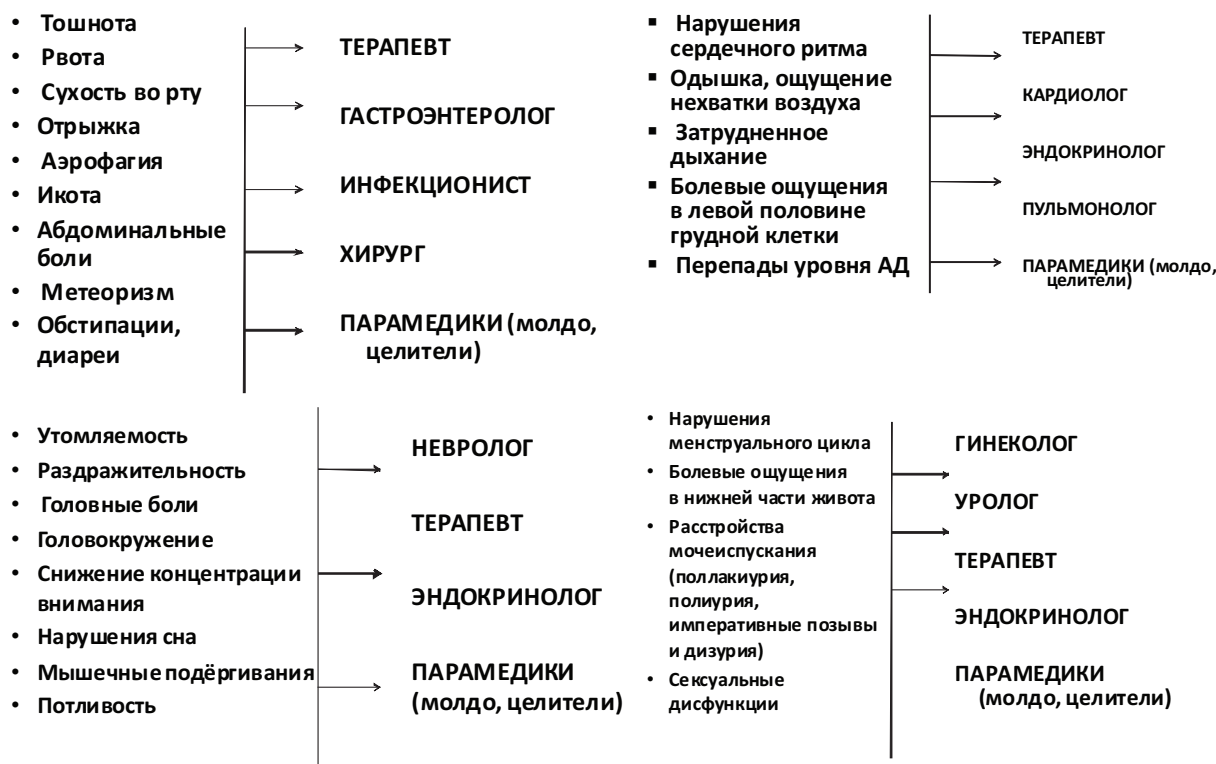 • Тошнота
• Рвота
• Сухость во рту
• Отрыжка
• Аэрофагия
• Икота
• Абдоминальные
боли
• Метеоризм
• Обстипации,
диареи
ТЕРАПЕВТ
ГАСТРОЭНТЕРОЛОГ
ИНФЕКЦИОНИСТ
ХИРУРГ
ПАРАМЕДИКИ (молдо,
целители)
▪ Нарушения
сердечного ритма
▪ Одышка, ощущение
нехватки воздуха
▪ Затрудненное
дыхание
▪ Болевые ощущения
в левой половине
грудной клетки
▪ Перепады уровня АД
ТЕРАПЕВТ
КАРДИОЛОГ
ЭНДОКРИНОЛОГ
ПУЛЬМОНОЛОГ
ПАРАМЕДИКИ (молдо,
целители)
• Утомляемость
• Раздражительность
• Головные боли
• Головокружение
• Снижение концентрации
внимания
• Нарушения сна
• Мышечные подёргивания
• Потливость
НЕВРОЛОГ
ТЕРАПЕВТ
ЭНДОКРИНОЛОГ
ПАРАМЕДИКИ
(молдо, целители)
• Нарушения
менструального цикла
• Болевые ощущения
в нижней части живота
• Расстройства
мочеиспускания
(поллакиурия,
полиурия,
императивные позывы
и дизурия)
• Сексуальные
дисфункции
ГИНЕКОЛОГ
УРОЛОГ
ТЕРАПЕВТ
ЭНДОКРИНОЛОГ
ПАРАМЕДИКИ
(молдо, целители)